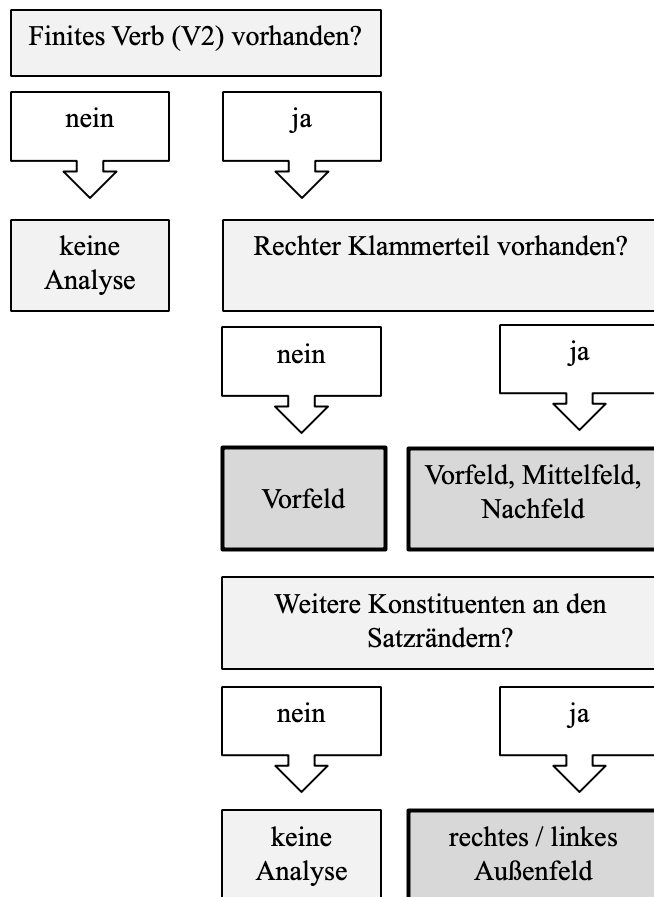 Finites Verb (V2) vorhanden?
nein
ja
keine
Analyse
Rechter Klammerteil vorhanden?
nein
ja
Vorfeld
Vorfeld, Mittelfeld,
Nachfeld
Weitere Konstituenten an den
Satzrändern?
nein
ja
keine
Analyse
rechtes / linkes
Außenfeld